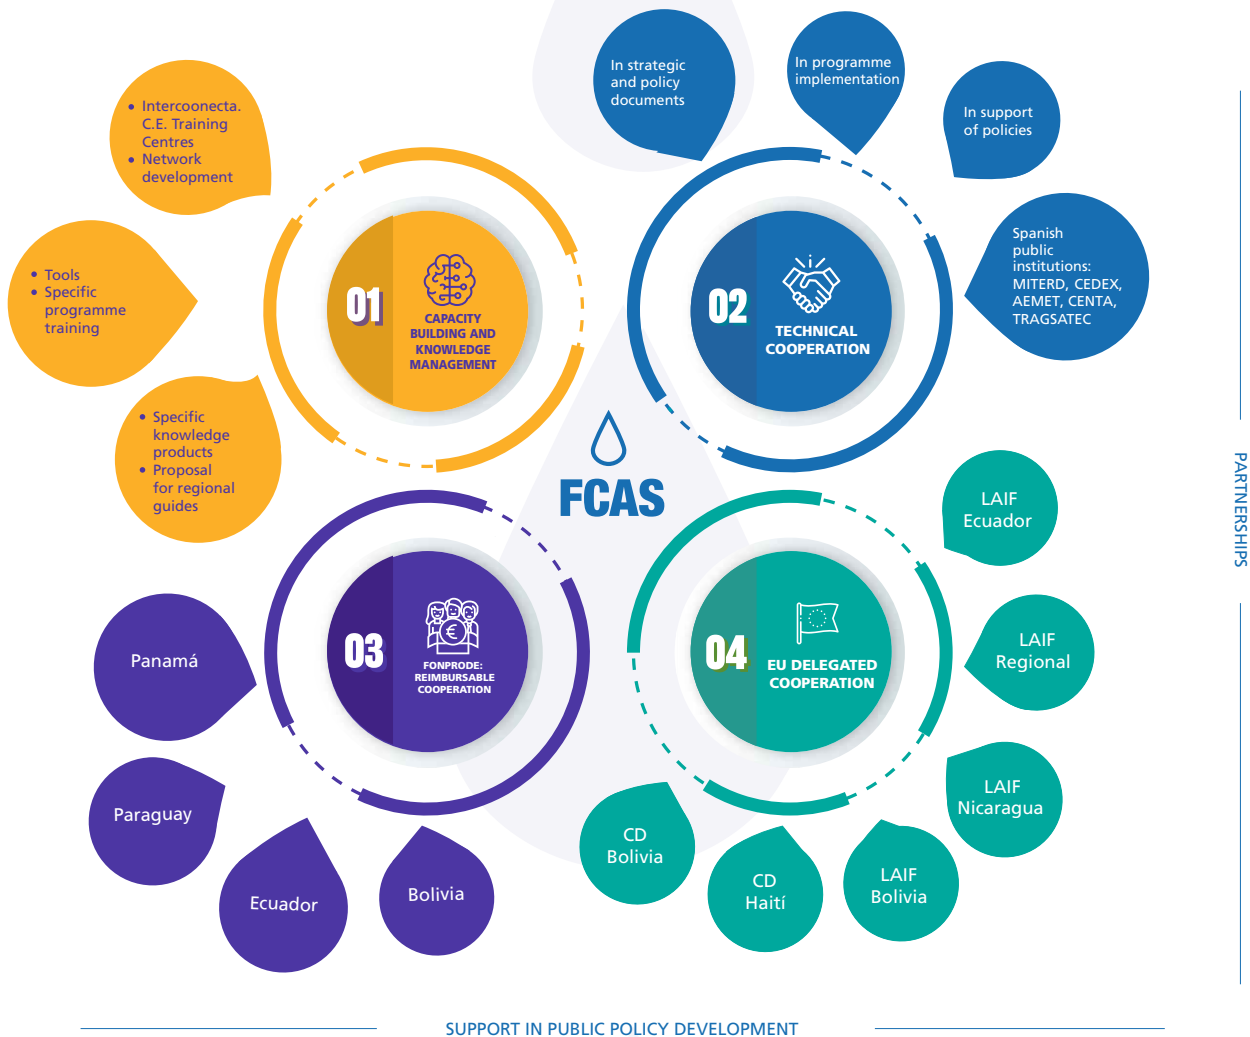 • Intercoonecta.
C.E. Training
Centres
• Network
development
• Tools
• Specific
programme
training
• Specific
knowledge
products
• Proposal
for regional
guides
01
CAPACITY
BUILDING AND
KNOWLEDGE
MANAGEMENT
In strategic
and policy
documents
In programme
implementation
In support
of policies
Spanish
public
institutions:
MITERD, CEDEX,
AEMET, CENTA,
TRAGSATEC
02
TECHNICAL
COOPERATION
FCAS
03
FONPRODE:
REIMBURSABLE
COOPERATION
€
Panamá
Paraguay
Ecuador
Bolivia
04
EU DELEGATED
COOPERATION
LAIF
Ecuador
LAIF
Regional
LAIF
Nicaragua
LAIF
Bolivia
CD
Haití
CD
Bolivia
PARTNERSHIPS
SUPPORT IN PUBLIC POLICY DEVELOPMENT